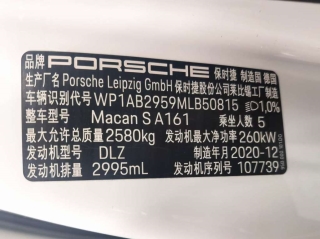 品牌 PORSCHE 保时捷 制造国 德国
生产厂名 Porsche Leipzig GmbH 保时捷股份公司莱比锡工厂制造
车辆识别代号 WP1AB2959MLB50815 1,0%
整车型号 Macan S A161 乘坐人数 5
最大允许总质量 2580kg 发动机最大净功率 260kW
发动机型号 DLZ 制造年月 2020-12
发动机排量 2995mL 发动机序列号 107739